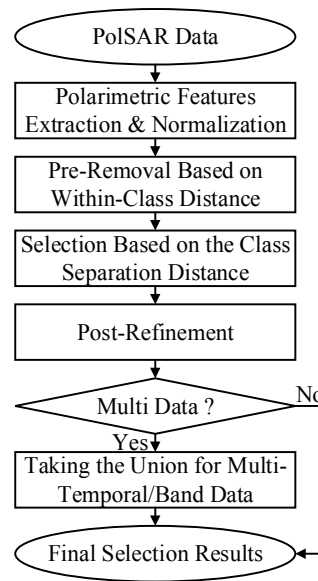 PolSAR Data
Polarimetric Features
Extraction & Normalization
Pre-Removal Based on
Within-Class Distance
Selection Based on the Class
Separation Distance
Post-Refinement
Multi Data ?
No
Yes
Taking the Union for Multi-
Temporal/Band Data
Final Selection Results